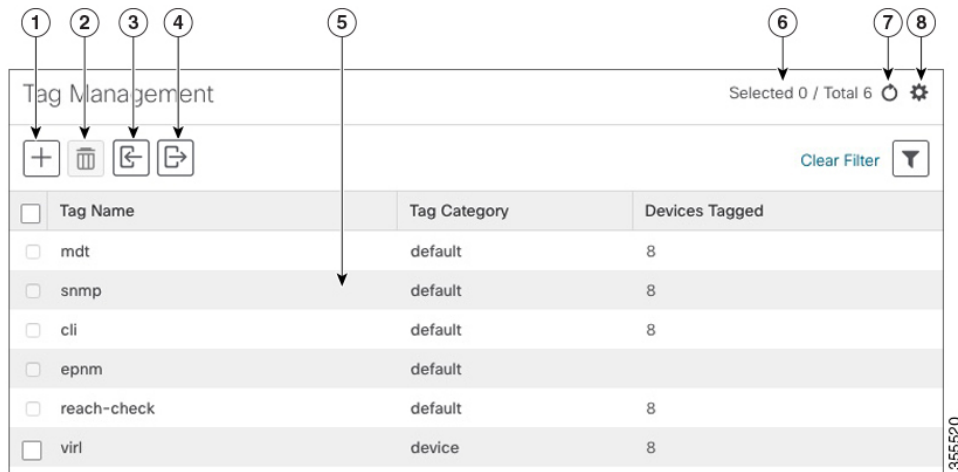 1 2 3 4 5 6 7 8
Tag Management Selected 0 / Total 6
Clear Filter
Tag Name Tag Category Devices Tagged
mdt default 8
snmp default 8
cli default 8
epnm default
reach-check default 8
virl device 8
355520